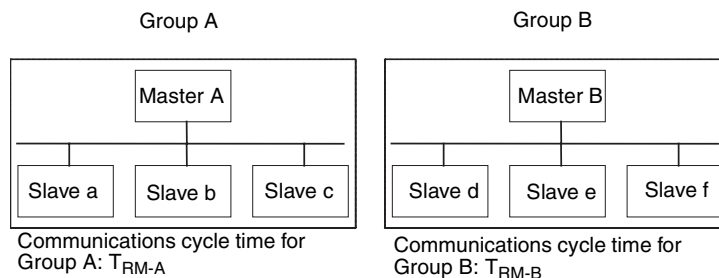 Group A
Group B
Master A
Master B
Slave a
Slave b
Slave c
Slave d
Slave e
Slave f
Communications cycle time for
Group A: TRM-A
Communications cycle time for
Group B: TRM-B